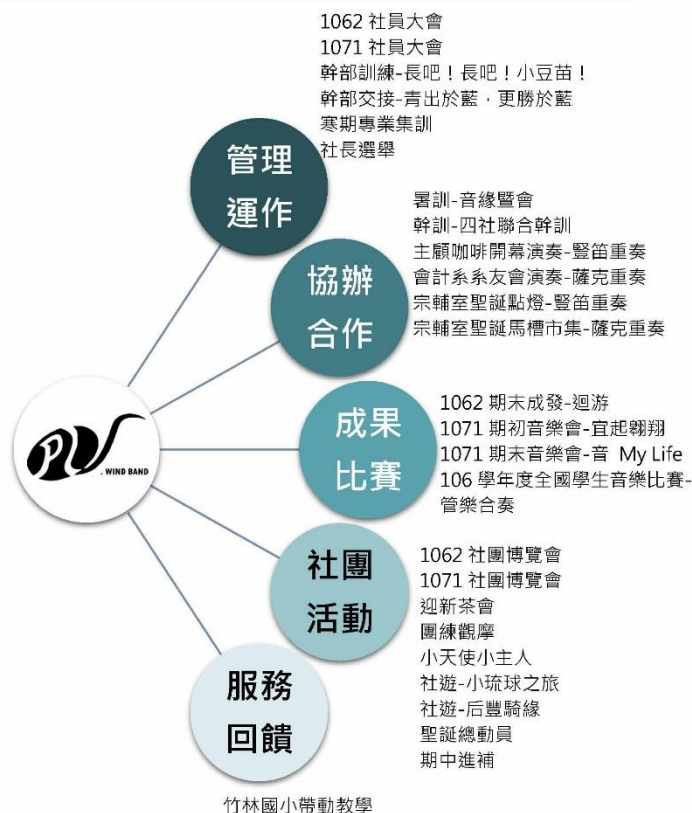 1062 社員大會
1071 社員大會
幹部訓練-長吧！長吧！小豆苗！
幹部交接-青出於藍，更勝於藍
寒期專業集訓
社長選舉
管理
運作
暑訓-音緣暨會
幹訓-四社聯合幹訓
主顧咖啡開幕演奏-豎笛重奏
會計系系友會演奏-薩克重奏
宗輔室聖誕點燈-豎笛重奏
宗輔室聖誕馬槽市集-薩克重奏
協辦
合作
1062 期末成發-迴游
1071 期初音樂會-宜起翱翔
1071 期末音樂會-音 My Life
106 學年度全國學生音樂比賽-
管樂合奏
成果
比賽
PU
. WIND BAND
1062 社團博覽會
1071 社團博覽會
迎新茶會
團練觀摩
小天使小主人
社遊-小琉球之旅
社遊-后豐騎緣
聖誕總動員
期中進補
社團
活動
服務
回饋
竹林國小帶動教學